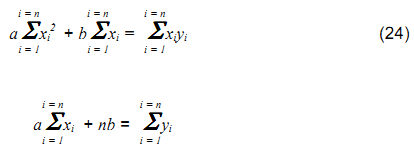 i = n i = n i = n
a Σxi² + b Σxi = Σxiyi (24)
i = 1 i = 1 i = 1
i = n i = n
a Σxi + nb = Σyi
i = 1 i = 1